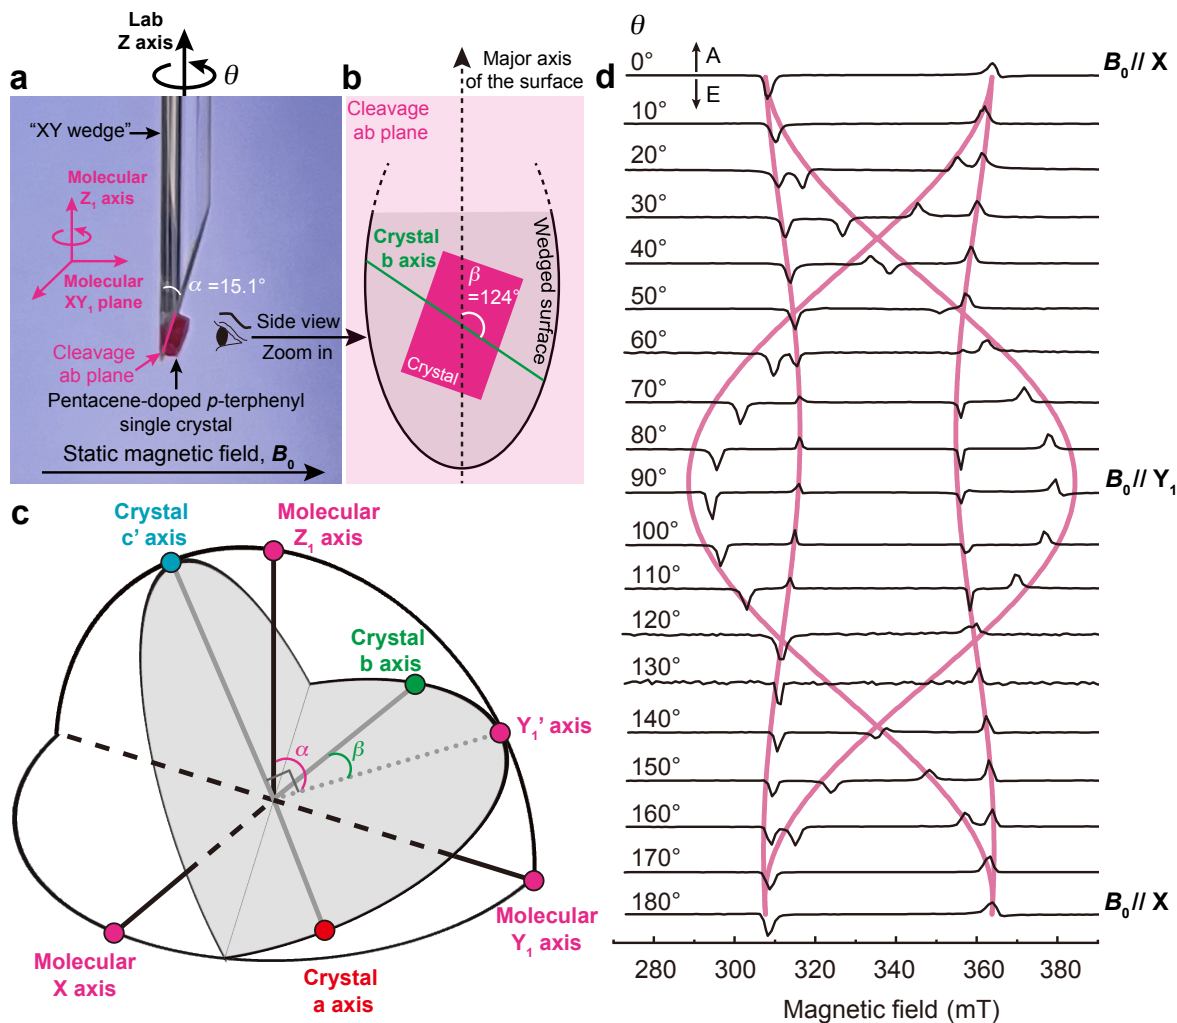 Lab
Z axis
θ
a
"XY wedge"
Molecular
Z₁ axis
Molecular
XY₁ plane
α =15.1°
Cleavage
ab plane
Side view
Zoom in
Pentacene-doped p-terphenyl
single crystal
Static magnetic field, B₀
b
Major axis
of the surface
Cleavage
ab plane
Crystal
b axis
β
=124°
Wedged surface
Crystal
c
Crystal
c' axis
Molecular
Z₁ axis
Crystal
b axis
Y₁' axis
α
β
Molecular
Y₁ axis
Molecular
X axis
Crystal
a axis
d
θ
A
E
0°
B₀ // X
10°
20°
30°
40°
50°
60°
70°
80°
90°
B₀ // Y₁
100°
110°
120°
130°
140°
150°
160°
170°
180°
B₀ // X
280 300 320 340 360 380
Magnetic field (mT)